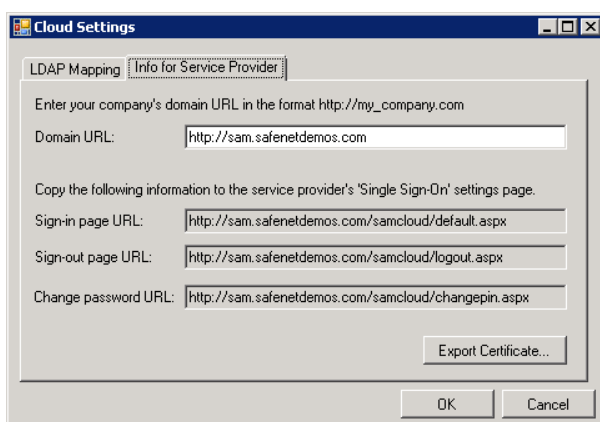 Cloud Settings
LDAP Mapping Info for Service Provider
Enter your company's domain URL in the format http://my_company.com
Domain URL: http://sam.safenetdemos.com
Copy the following information to the service provider's 'Single Sign-On' settings page.
Sign-in page URL: http://sam.safenetdemos.com/samcloud/default.aspx
Sign-out page URL: http://sam.safenetdemos.com/samcloud/logout.aspx
Change password URL: http://sam.safenetdemos.com/samcloud/changepin.aspx
Export Certificate...
OK Cancel